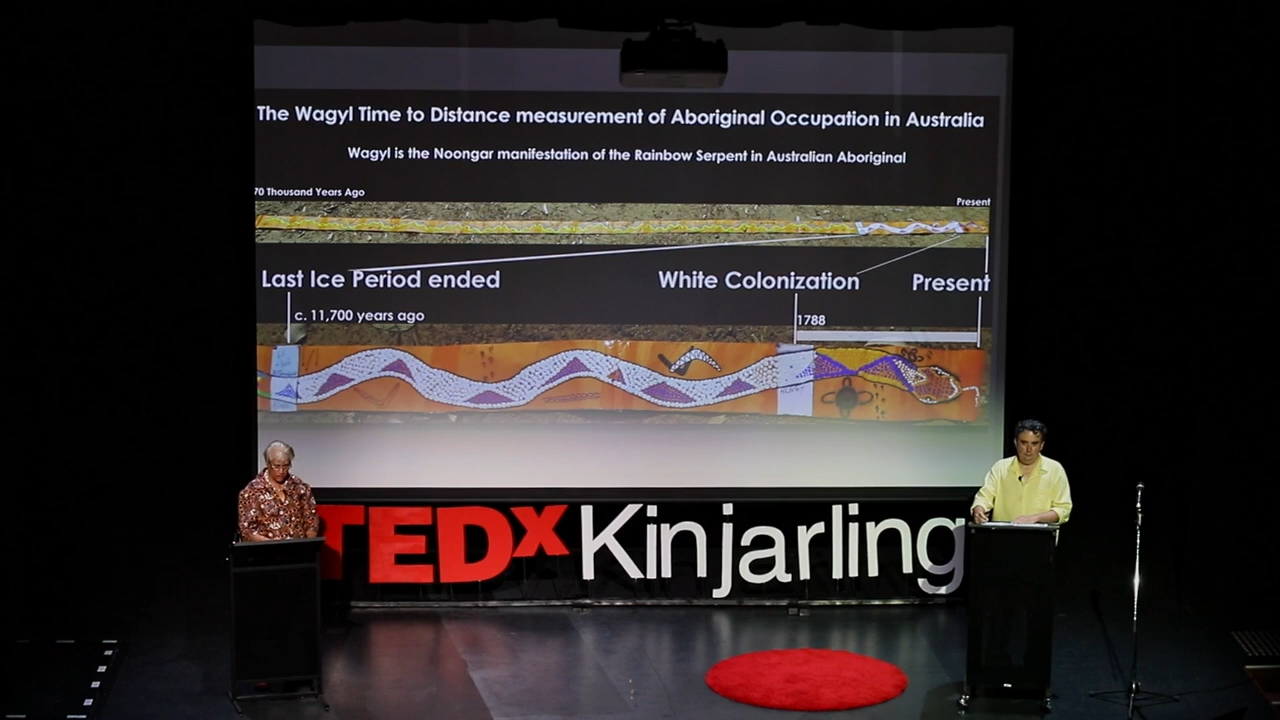 The Wagyl Time to Distance measurement of Aboriginal Occupation in Australia
Wagyl is the Noongar manifestation of the Rainbow Serpent in Australian Aboriginal
70 Thousand Years Ago
Present
Last Ice Period ended
White Colonization
Present
c. 11,700 years ago
1788
TEDx Kinjarling